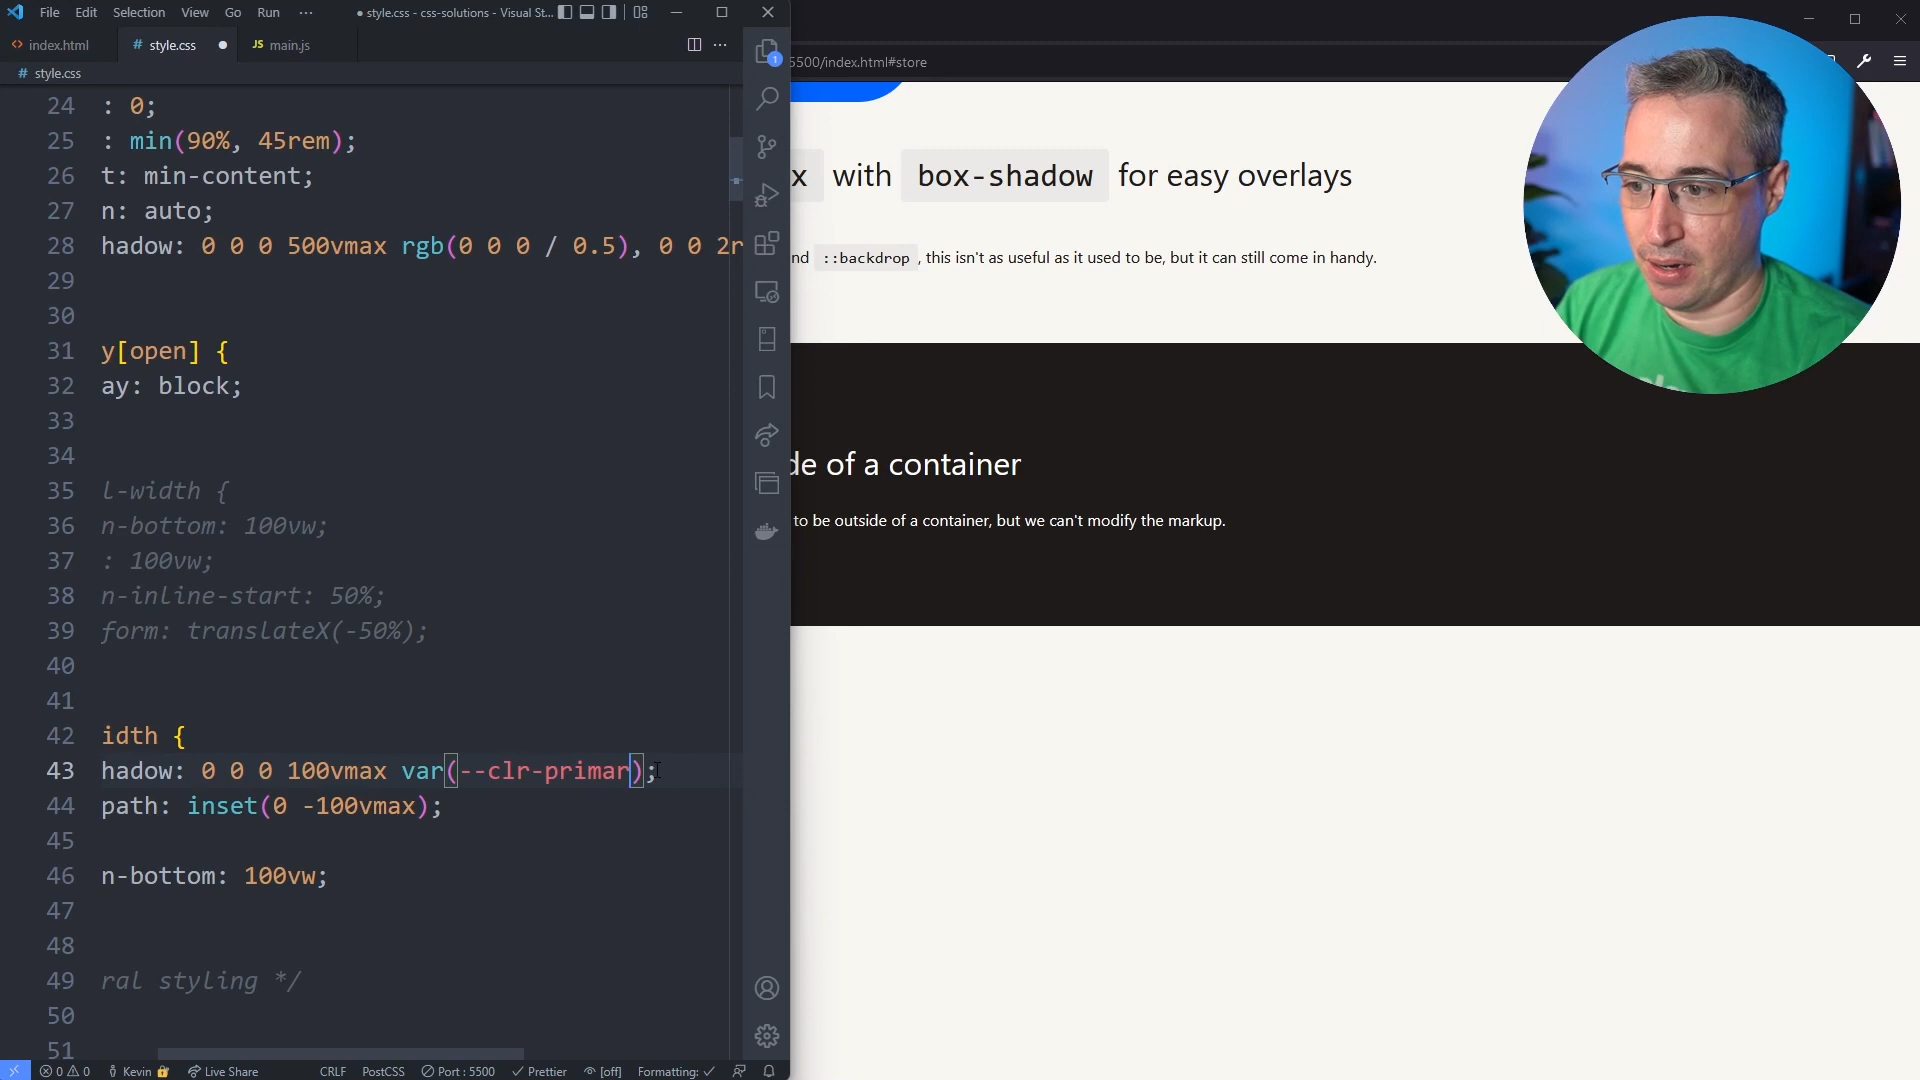 File Edit Selection View Go Run ··· ● style.css - css-solutions - Visual St...
<> index.html # style.css ● JS main.js ···
# style.css
24 : 0;
25 : min(90%, 45rem);
26 t: min-content;
27 n: auto;
28 hadow: 0 0 0 500vmax rgb(0 0 0 / 0.5), 0 0 2r
29
30
31 y[open] {
32 ay: block;
33
34
35 l-width {
36 n-bottom: 100vw;
37 : 100vw;
38 n-inline-start: 50%;
39 form: translateX(-50%);
40
41
42 idth {
43 hadow: 0 0 0 100vmax var(--clr-primar);
44 path: inset(0 -100vmax);
45
46 n-bottom: 100vw;
47
48
49 ral styling */
50
51
1
0 0 Kevin Live Share CRLF PostCSS Port : 5500 Prettier [off] Formatting: ✓
5500/index.html#store
x with box-shadow for easy overlays
nd ::backdrop , this isn't as useful as it used to be, but it can still come in handy.
de of a container
to be outside of a container, but we can't modify the markup.